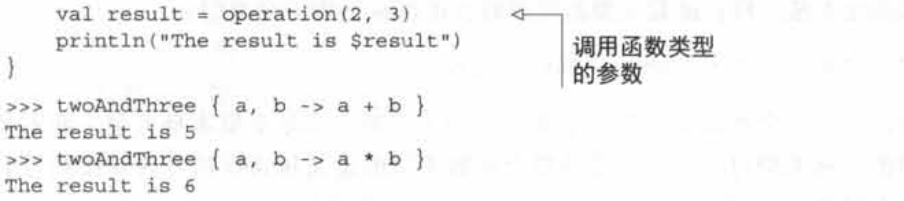 val result = operation(2, 3)
println("The result is $result")
}
调用函数类型
的参数
>>> twoAndThree { a, b -> a + b }
The result is 5
>>> twoAndThree { a, b -> a * b }
The result is 6